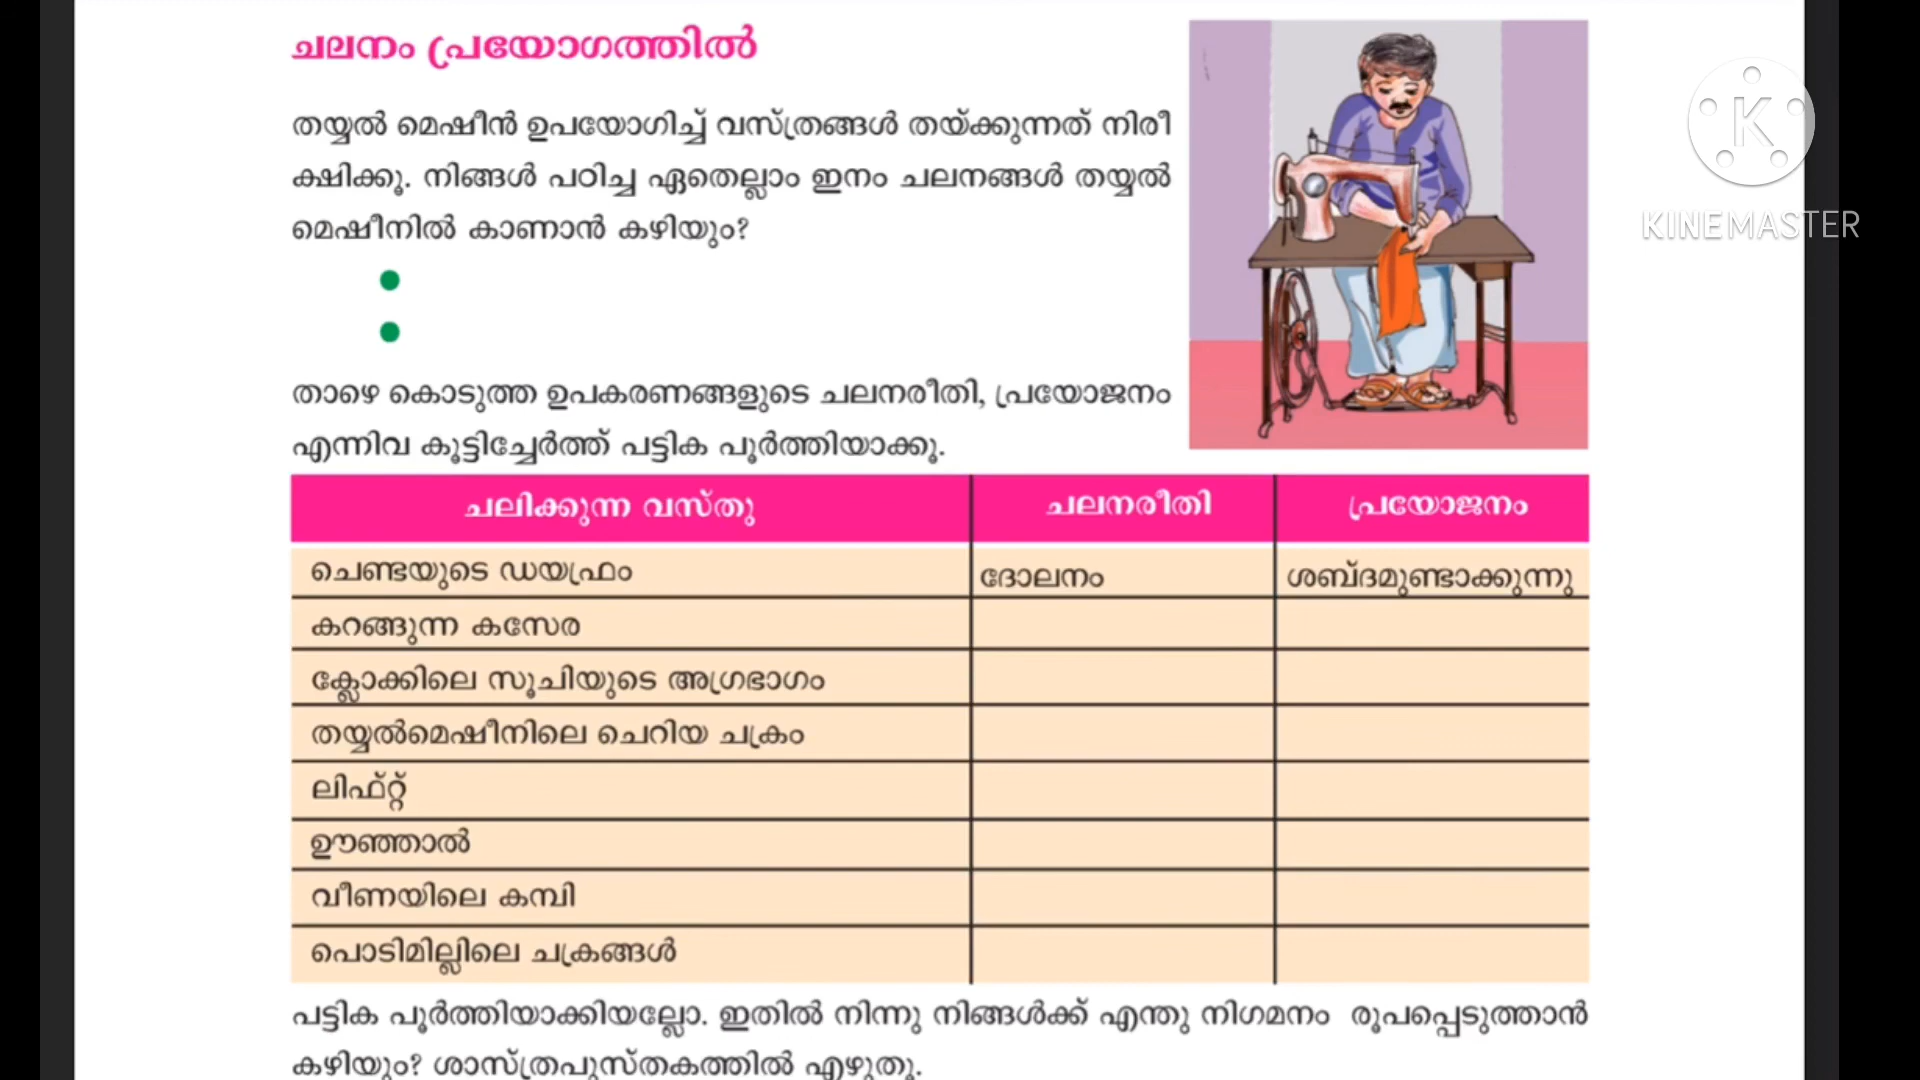 ചലനം പ്രയോഗത്തിൽ
തയ്യൽ മെഷീൻ ഉപയോഗിച്ച് വസ്ത്രങ്ങൾ തയ്ക്കുന്നത് നിരീ
ക്ഷിക്കൂ. നിങ്ങൾ പഠിച്ച ഏതെല്ലാം ഇനം ചലനങ്ങൾ തയ്യൽ
മെഷീനിൽ കാണാൻ കഴിയും?
താഴെ കൊടുത്ത ഉപകരണങ്ങളുടെ ചലനരീതി, പ്രയോജനം
എന്നിവ കൂട്ടിച്ചേർത്ത് പട്ടിക പൂർത്തിയാക്കൂ.
ചലിക്കുന്ന വസ്തു ചലനരീതി പ്രയോജനം
ചെണ്ടയുടെ ഡയഫ്രം ദോലനം ശബ്ദമുണ്ടാക്കുന്നു
കറങ്ങുന്ന കസേര
ക്ലോക്കിലെ സൂചിയുടെ അഗ്രഭാഗം
തയ്യൽമെഷീനിലെ ചെറിയ ചക്രം
ലിഫ്റ്റ്
ഊഞ്ഞാൽ
വീണയിലെ കമ്പി
പൊടിമില്ലിലെ ചക്രങ്ങൾ
പട്ടിക പൂർത്തിയാക്കിയല്ലോ. ഇതിൽ നിന്നു നിങ്ങൾക്ക് എന്തു നിഗമനം രൂപപ്പെടുത്താൻ
കഴിയും? ശാസ്ത്രപുസ്തകത്തിൽ എഴുതൂ.
K
KINEMASTER